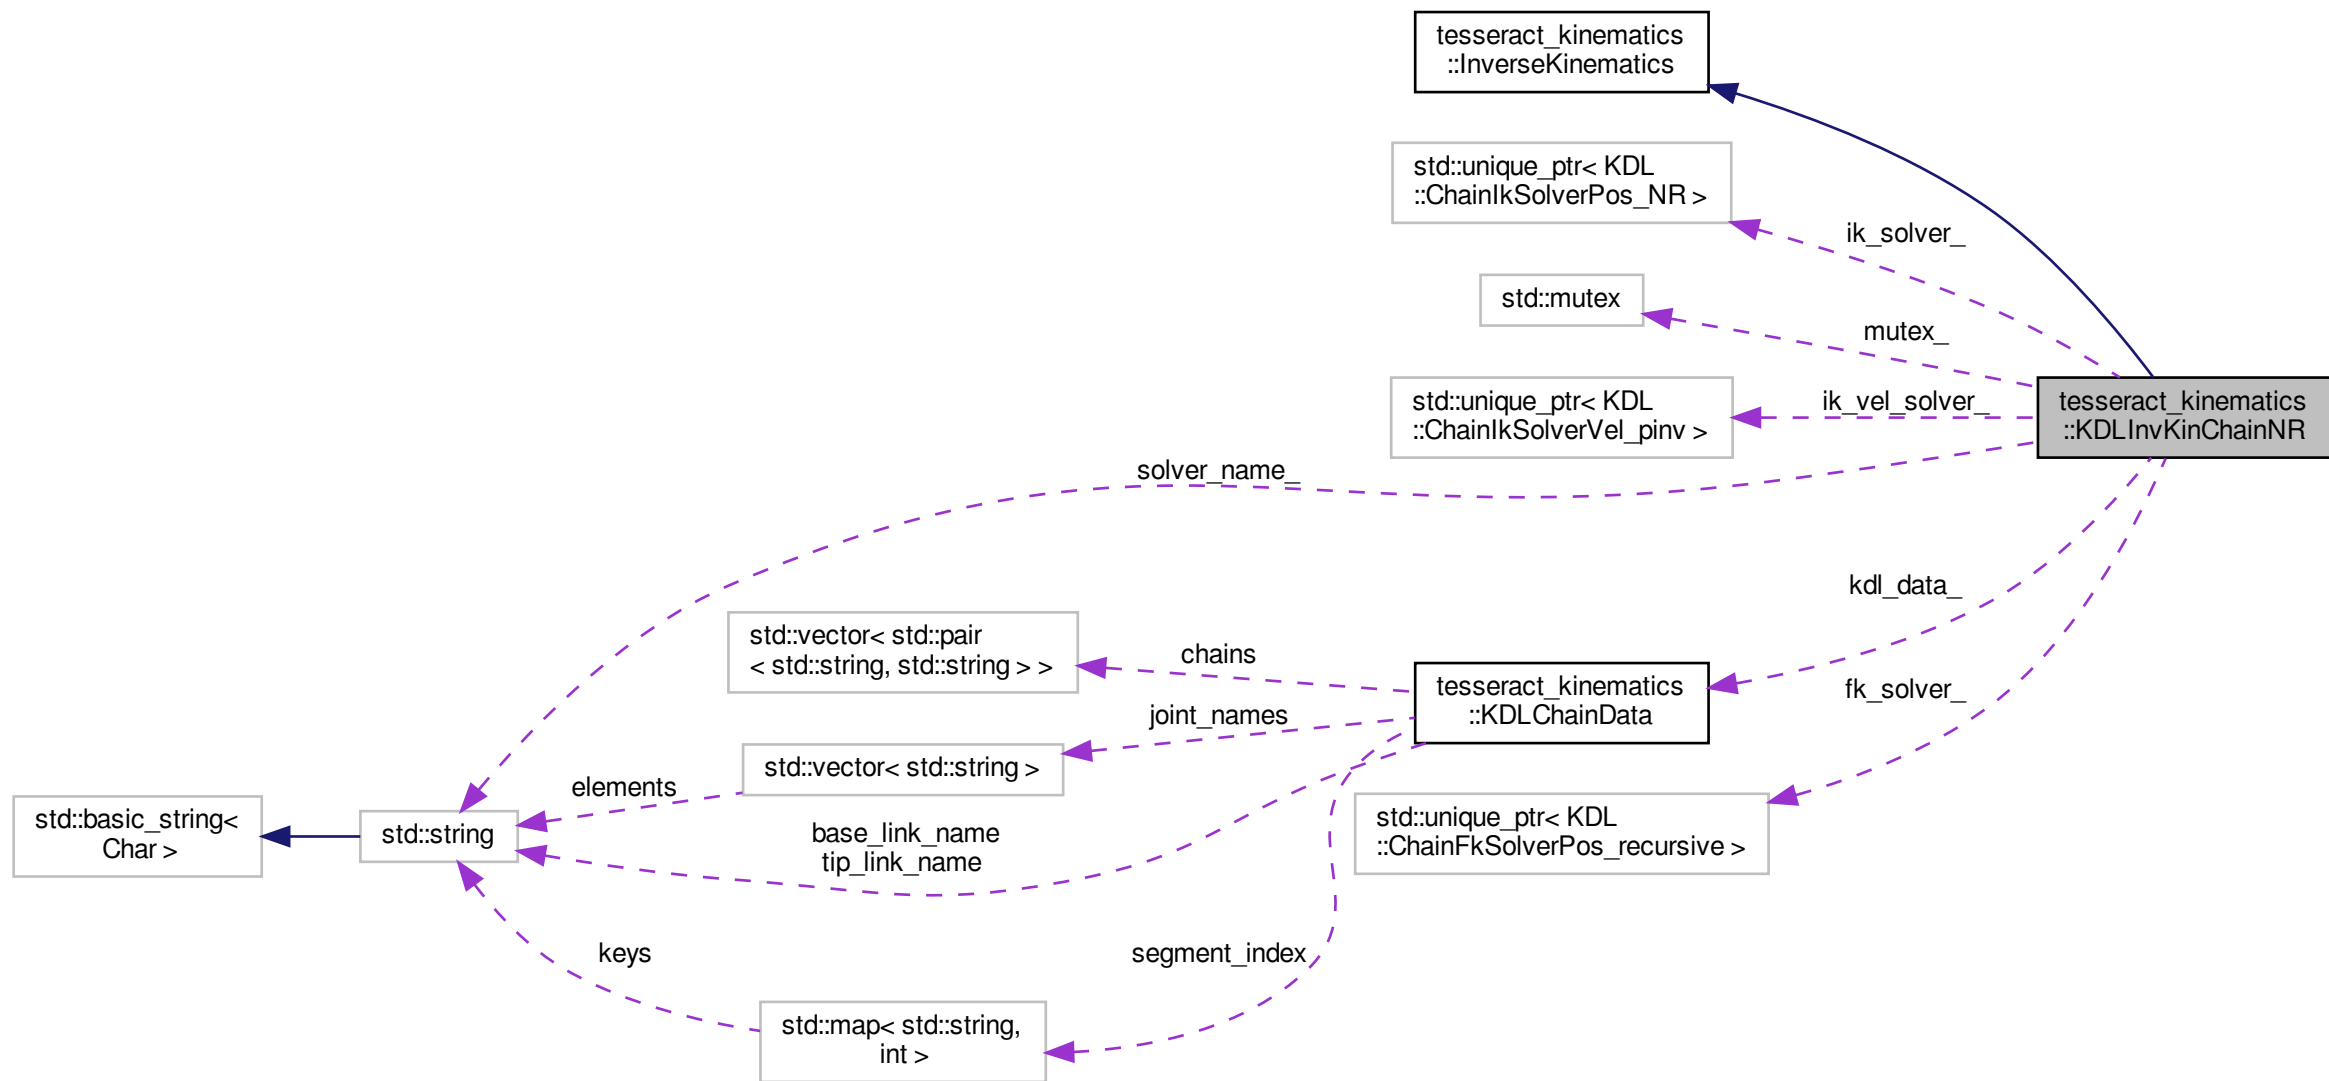 tesseract_kinematics
::InverseKinematics
std::unique_ptr< KDL
::ChainIkSolverPos_NR >
ik_solver_
std::mutex
mutex_
std::unique_ptr< KDL
::ChainIkSolverVel_pinv >
ik_vel_solver_
tesseract_kinematics
::KDLInvKinChainNR
solver_name_
kdl_data_
std::vector< std::pair
< std::string, std::string > >
chains
tesseract_kinematics
::KDLChainData
fk_solver_
joint_names
std::vector< std::string >
elements
std::basic_string<
Char >
std::string
base_link_name
tip_link_name
std::unique_ptr< KDL
::ChainFkSolverPos_recursive >
keys
segment_index
std::map< std::string,
int >